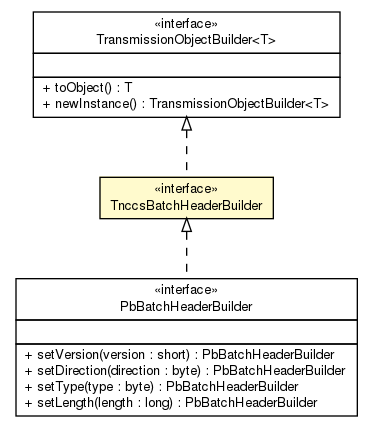 «interface»
TransmissionObjectBuilder<T>
+ toObject() : T
+ newInstance() : TransmissionObjectBuilder<T>
«interface»
TnccsBatchHeaderBuilder
«interface»
PbBatchHeaderBuilder
+ setVersion(version : short) : PbBatchHeaderBuilder
+ setDirection(direction : byte) : PbBatchHeaderBuilder
+ setType(type : byte) : PbBatchHeaderBuilder
+ setLength(length : long) : PbBatchHeaderBuilder